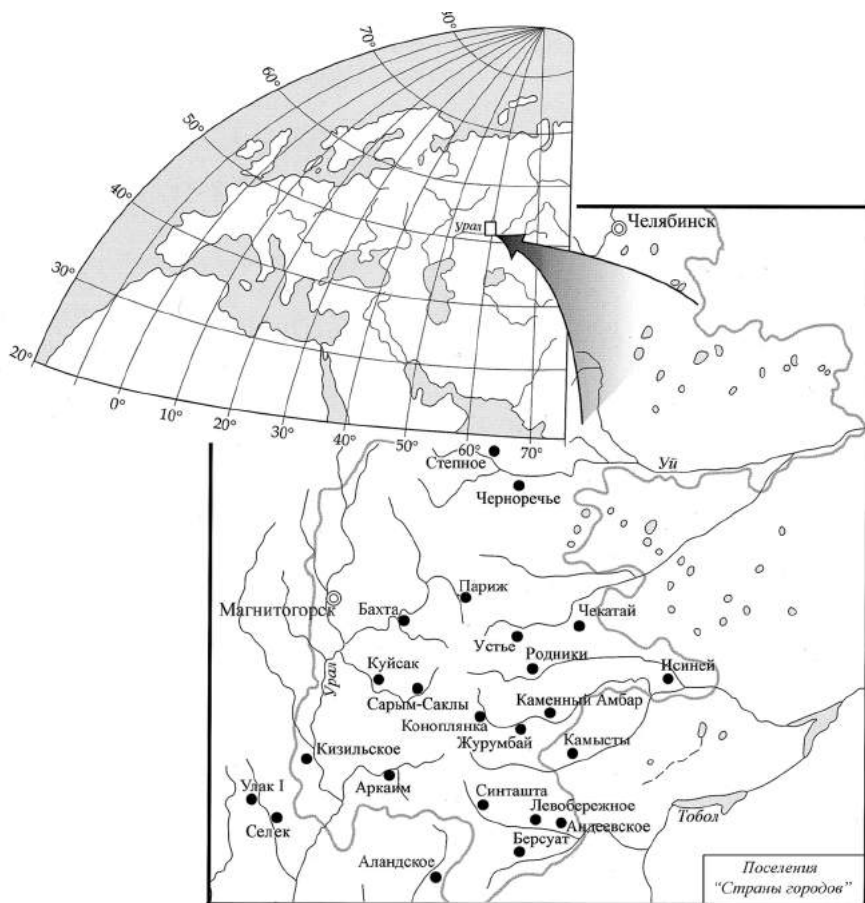 80°
70°
60°
50°
40°
30°
20°
0°
10°
20°
30°
40°
50°
60°
70°
Урал
Челябинск
Степное
Уй
Черноречье
Магнитогорск
Париж
Бахта
Чекатай
Устье
Родники
Исиней
Урал
Куйсак
Сарым-Саклы
Каменный Амбар
Коноплянка
Журумбай
Камысты
Кизильское
Аркаим
Улак I
Селек
Синташта
Левобережное
Андеевское
Берсуат
Тобол
Аландское
Поселения
"Страны городов"